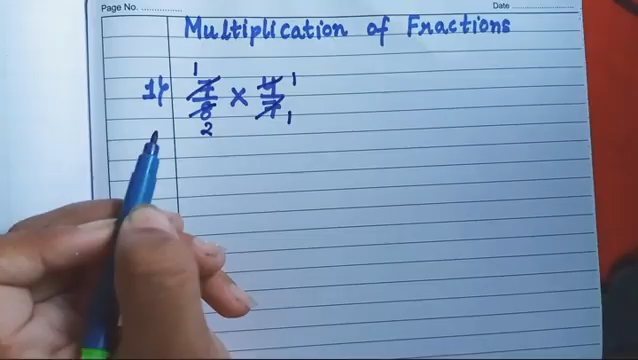 Page No. ..............
Date ......................
Multiplication of Fractions
1 1
1) 7/8 × 4/7
2 1